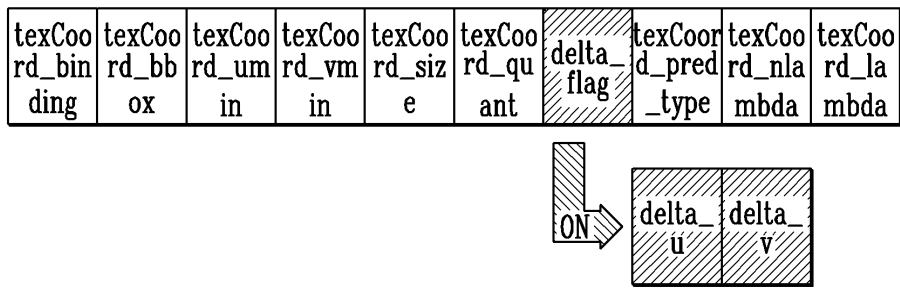 texCoo texCoo texCoo texCoo texCoo texCoo delta_ texCoor texCoo texCoo
rd_bin rd_bb rd_um rd_vm rd_siz rd_qu flag d_pred rd_nla rd_la
ding ox in in e ant _type mbda mbda
ON
delta_ delta_
u v